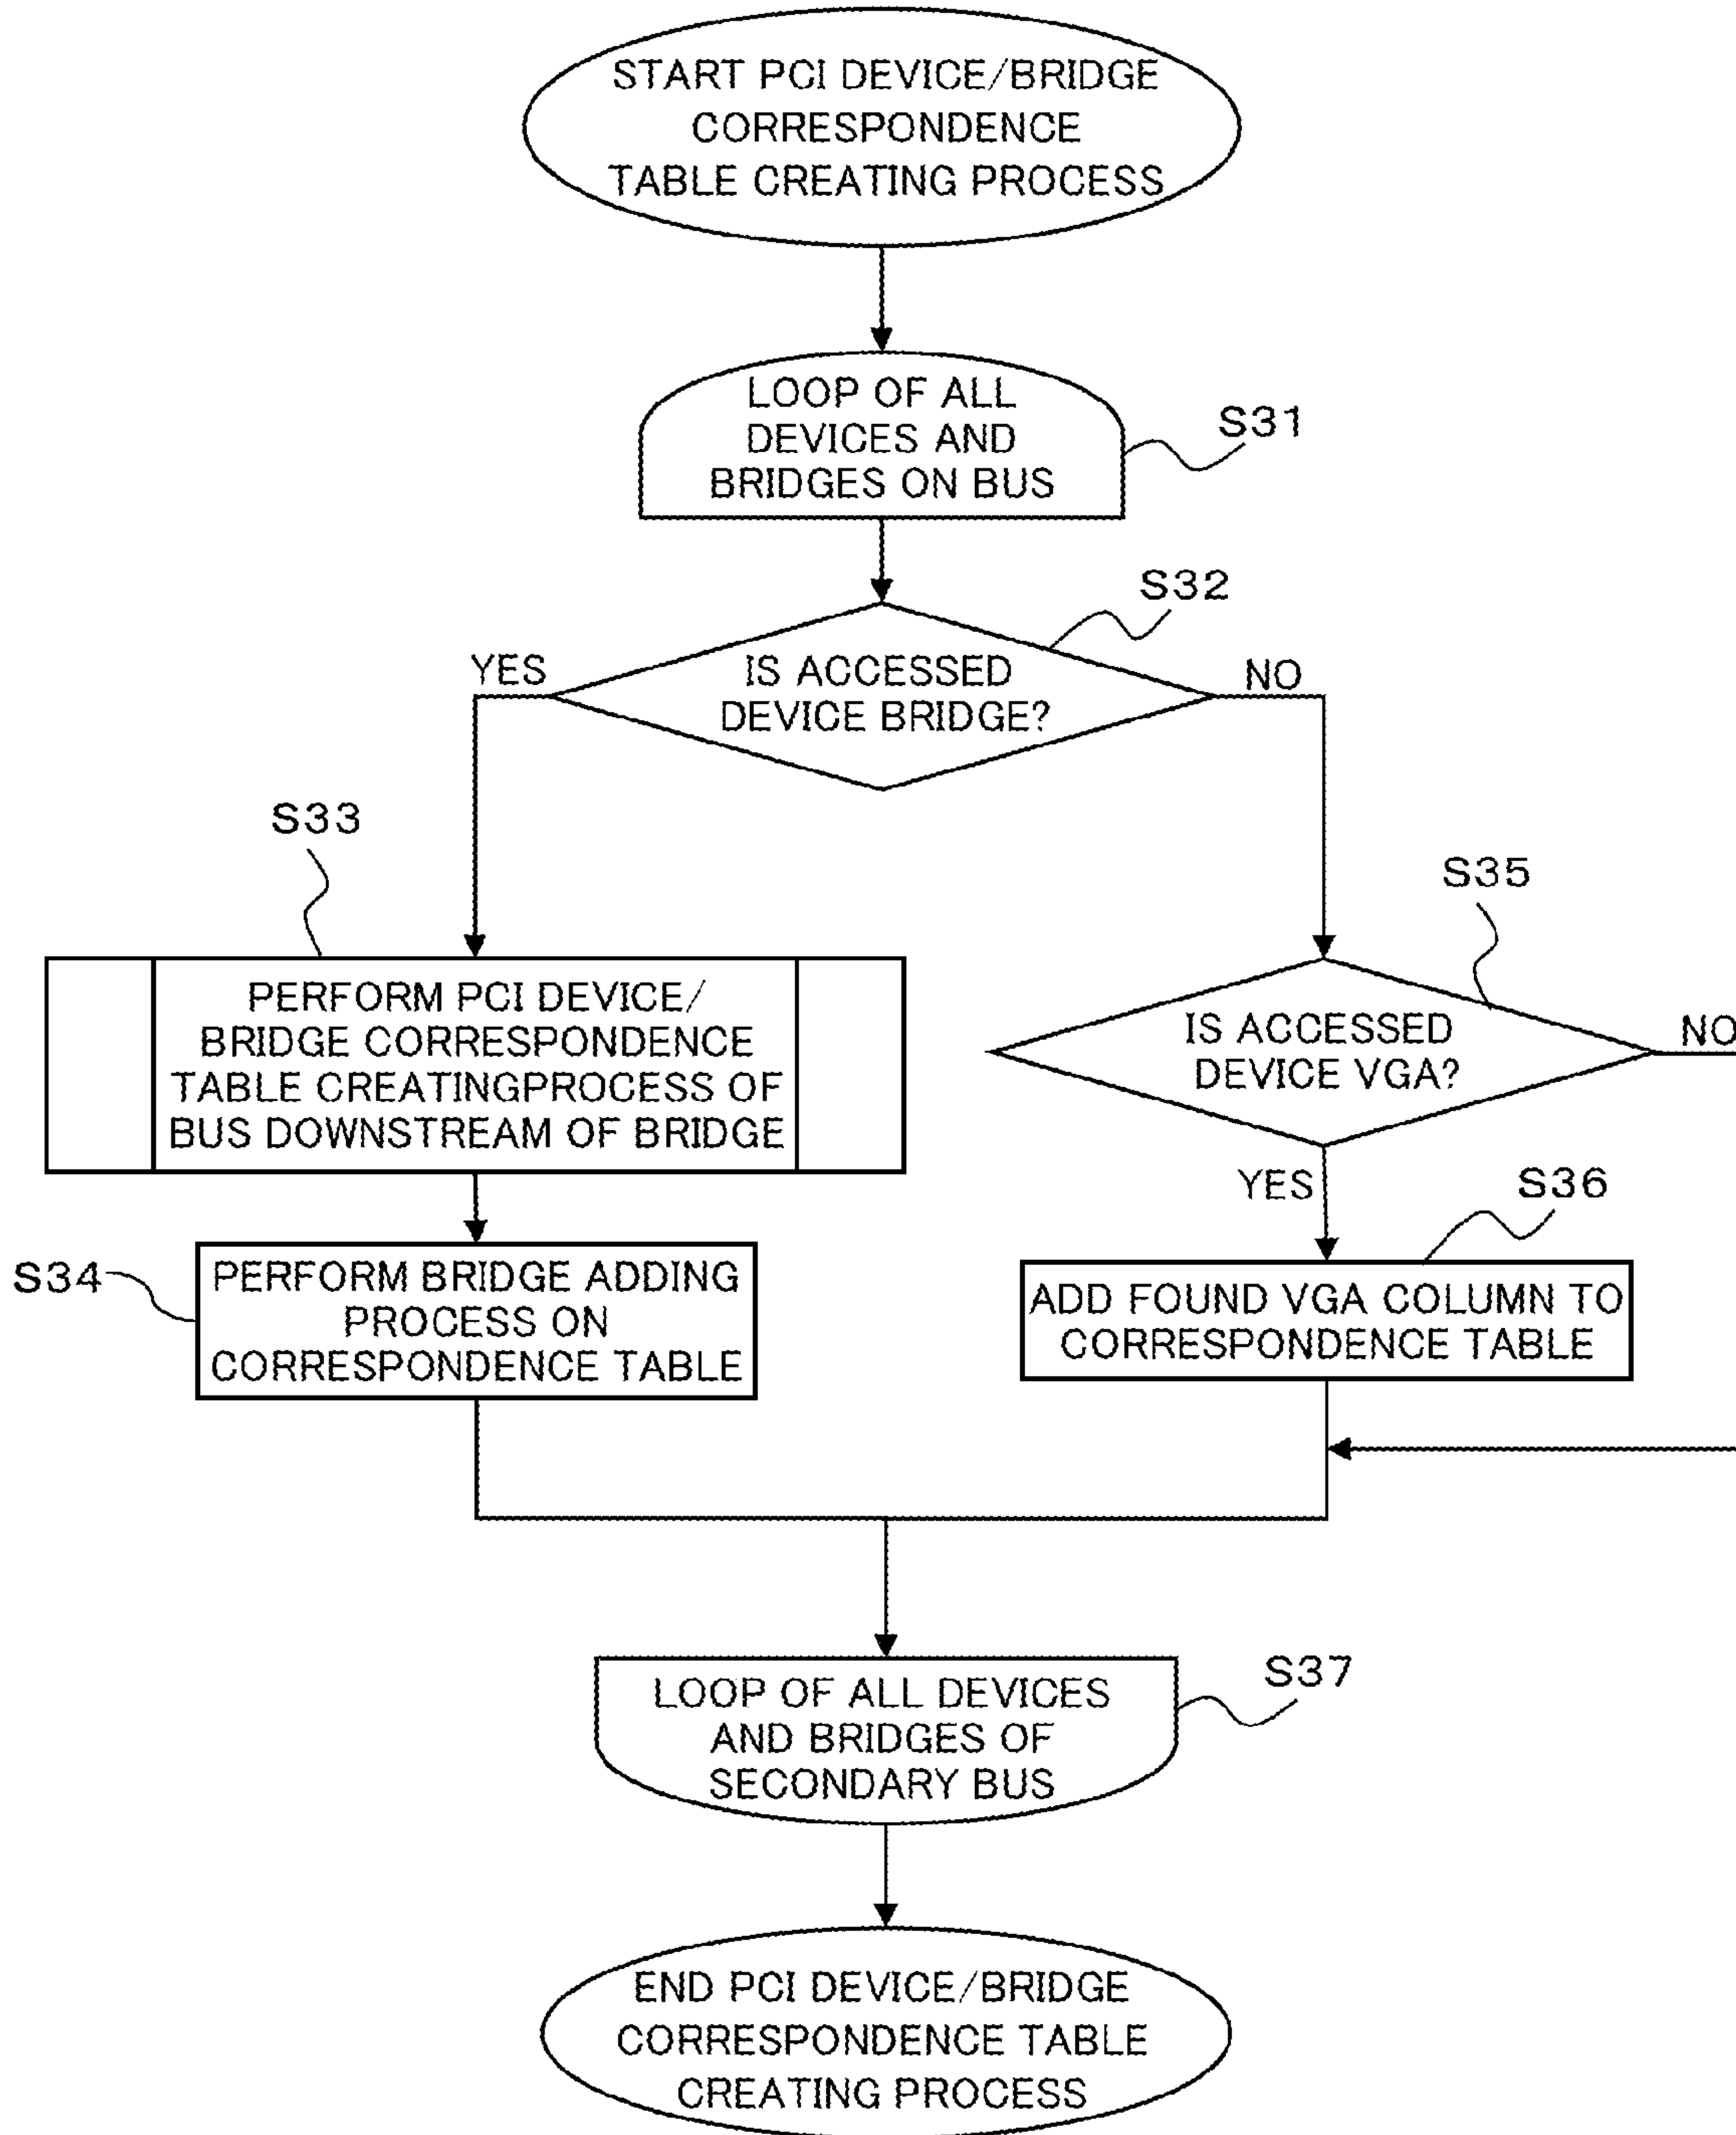 START PCI DEVICE/BRIDGE
CORRESPONDENCE
TABLE CREATING PROCESS
LOOP OF ALL
DEVICES AND
BRIDGES ON BUS
S31
S32
YES
IS ACCESSED
DEVICE BRIDGE?
NO
S33
S35
PERFORM PCI DEVICE/
BRIDGE CORRESPONDENCE
TABLE CREATINGPROCESS OF
BUS DOWNSTREAM OF BRIDGE
IS ACCESSED
DEVICE VGA?
NO
YES
S36
S34
PERFORM BRIDGE ADDING
PROCESS ON
CORRESPONDENCE TABLE
ADD FOUND VGA COLUMN TO
CORRESPONDENCE TABLE
LOOP OF ALL DEVICES
AND BRIDGES OF
SECONDARY BUS
S37
END PCI DEVICE/BRIDGE
CORRESPONDENCE TABLE
CREATING PROCESS